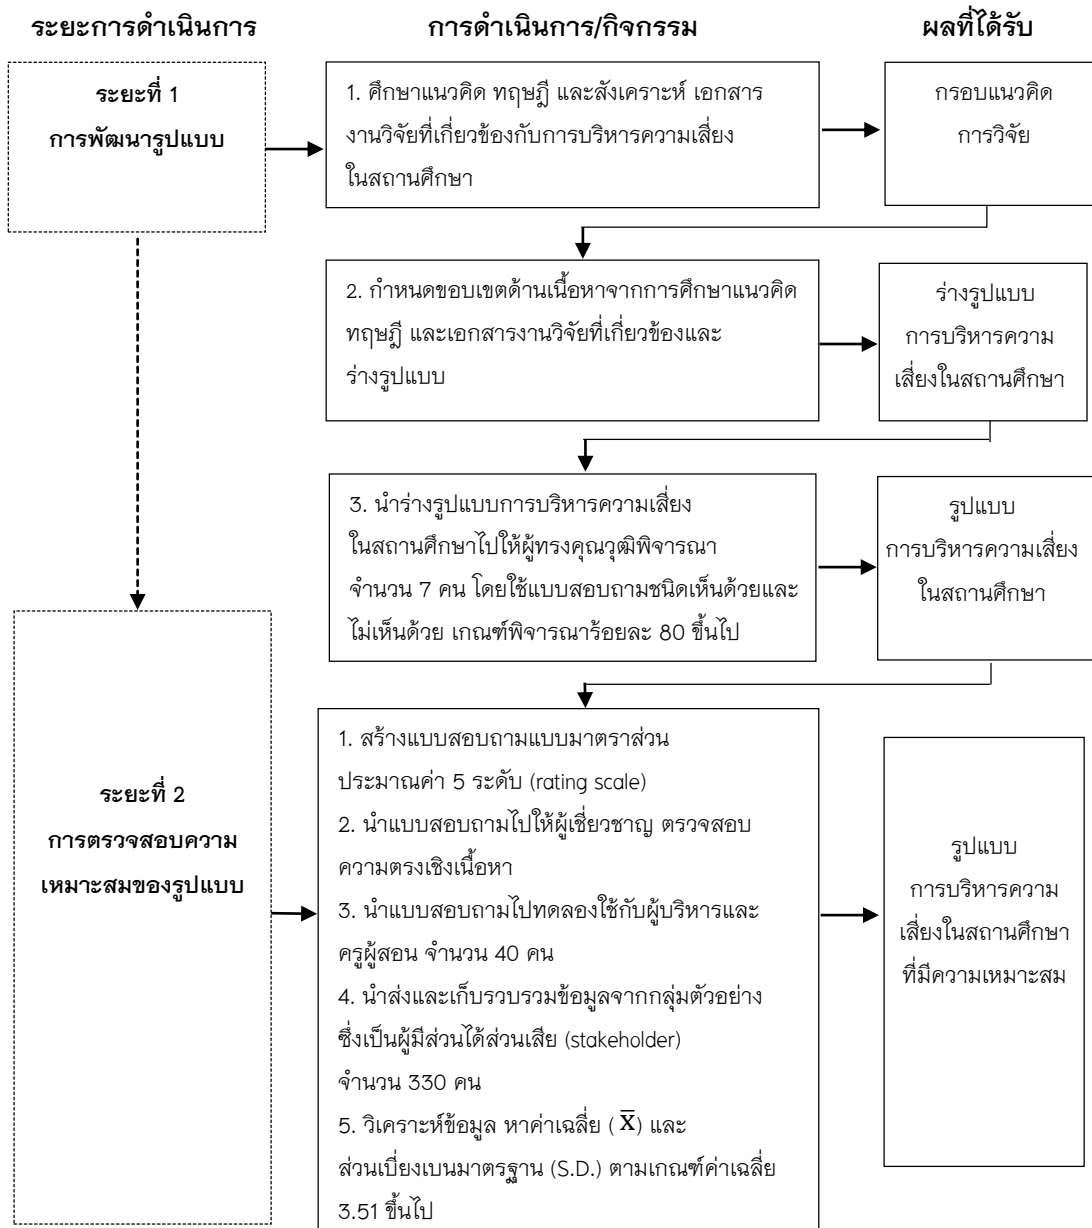 ระยะการดำเนินการ การดำเนินการ/กิจกรรม ผลที่ได้รับ
ระยะที่ 1
การพัฒนารูปแบบ
1. ศึกษาแนวคิด ทฤษฎี และสังเคราะห์ เอกสาร
งานวิจัยที่เกี่ยวข้องกับการบริหารความเสี่ยง
ในสถานศึกษา
กรอบแนวคิด
การวิจัย
2. กำหนดขอบเขตด้านเนื้อหาจากการศึกษาแนวคิด
ทฤษฎี และเอกสารงานวิจัยที่เกี่ยวข้องและ
ร่างรูปแบบ
ร่างรูปแบบ
การบริหารความ
เสี่ยงในสถานศึกษา
3. นำร่างรูปแบบการบริหารความเสี่ยง
ในสถานศึกษาไปให้ผู้ทรงคุณวุฒิพิจารณา
จำนวน 7 คน โดยใช้แบบสอบถามชนิดเห็นด้วยและ
ไม่เห็นด้วย เกณฑ์พิจารณาร้อยละ 80 ขึ้นไป
รูปแบบ
การบริหารความเสี่ยง
ในสถานศึกษา
ระยะที่ 2
การตรวจสอบความ
เหมาะสมของรูปแบบ
1. สร้างแบบสอบถามแบบมาตราส่วน
ประมาณค่า 5 ระดับ (rating scale)
2. นำแบบสอบถามไปให้ผู้เชี่ยวชาญ ตรวจสอบ
ความตรงเชิงเนื้อหา
3. นำแบบสอบถามไปทดลองใช้กับผู้บริหารและ
ครูผู้สอน จำนวน 40 คน
4. นำส่งและเก็บรวบรวมข้อมูลจากกลุ่มตัวอย่าง
ซึ่งเป็นผู้มีส่วนได้ส่วนเสีย (stakeholder)
จำนวน 330 คน
5. วิเคราะห์ข้อมูล หาค่าเฉลี่ย ( X̅) และ
ส่วนเบี่ยงเบนมาตรฐาน (S.D.) ตามเกณฑ์ค่าเฉลี่ย
3.51 ขึ้นไป
รูปแบบ
การบริหารความ
เสี่ยงในสถานศึกษา
ที่มีความเหมาะสม